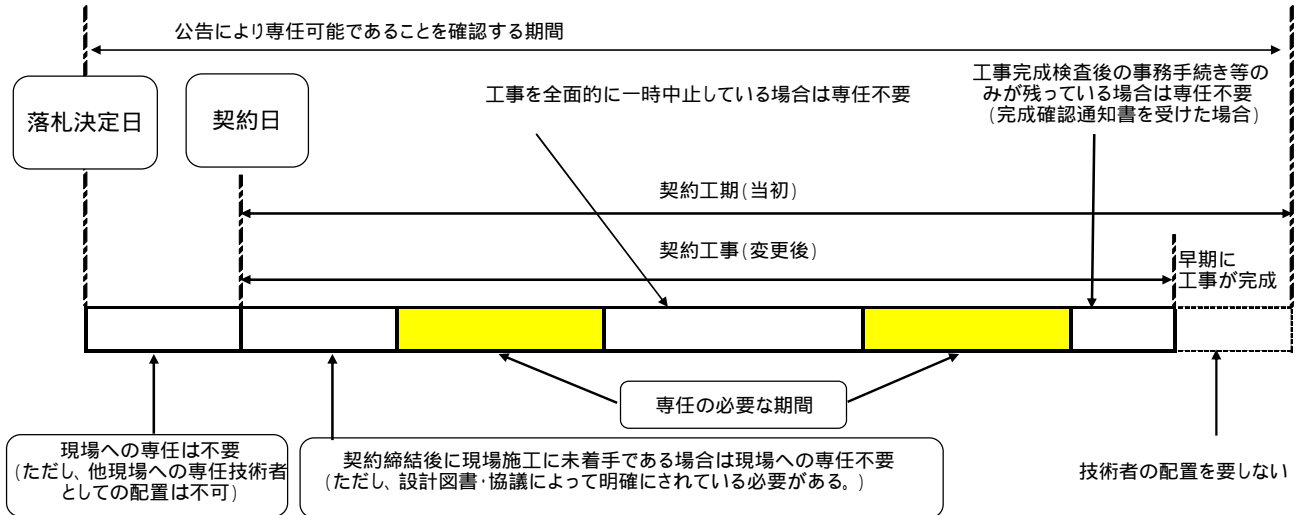 公告により専任可能であることを確認する期間
落札決定日
契約日
工事を全面的に一時中止している場合は専任不要
工事完成検査後の事務手続き等の
みが残っている場合は専任不要
(完成確認通知書を受けた場合)
契約工期(当初)
契約工事(変更後)
早期に
工事が完成
専任の必要な期間
現場への専任は不要
(ただし、他現場への専任技術者
としての配置は不可)
契約締結後に現場施工に未着手である場合は現場への専任不要
(ただし、設計図書・協議によって明確にされている必要がある。)
技術者の配置を要しない